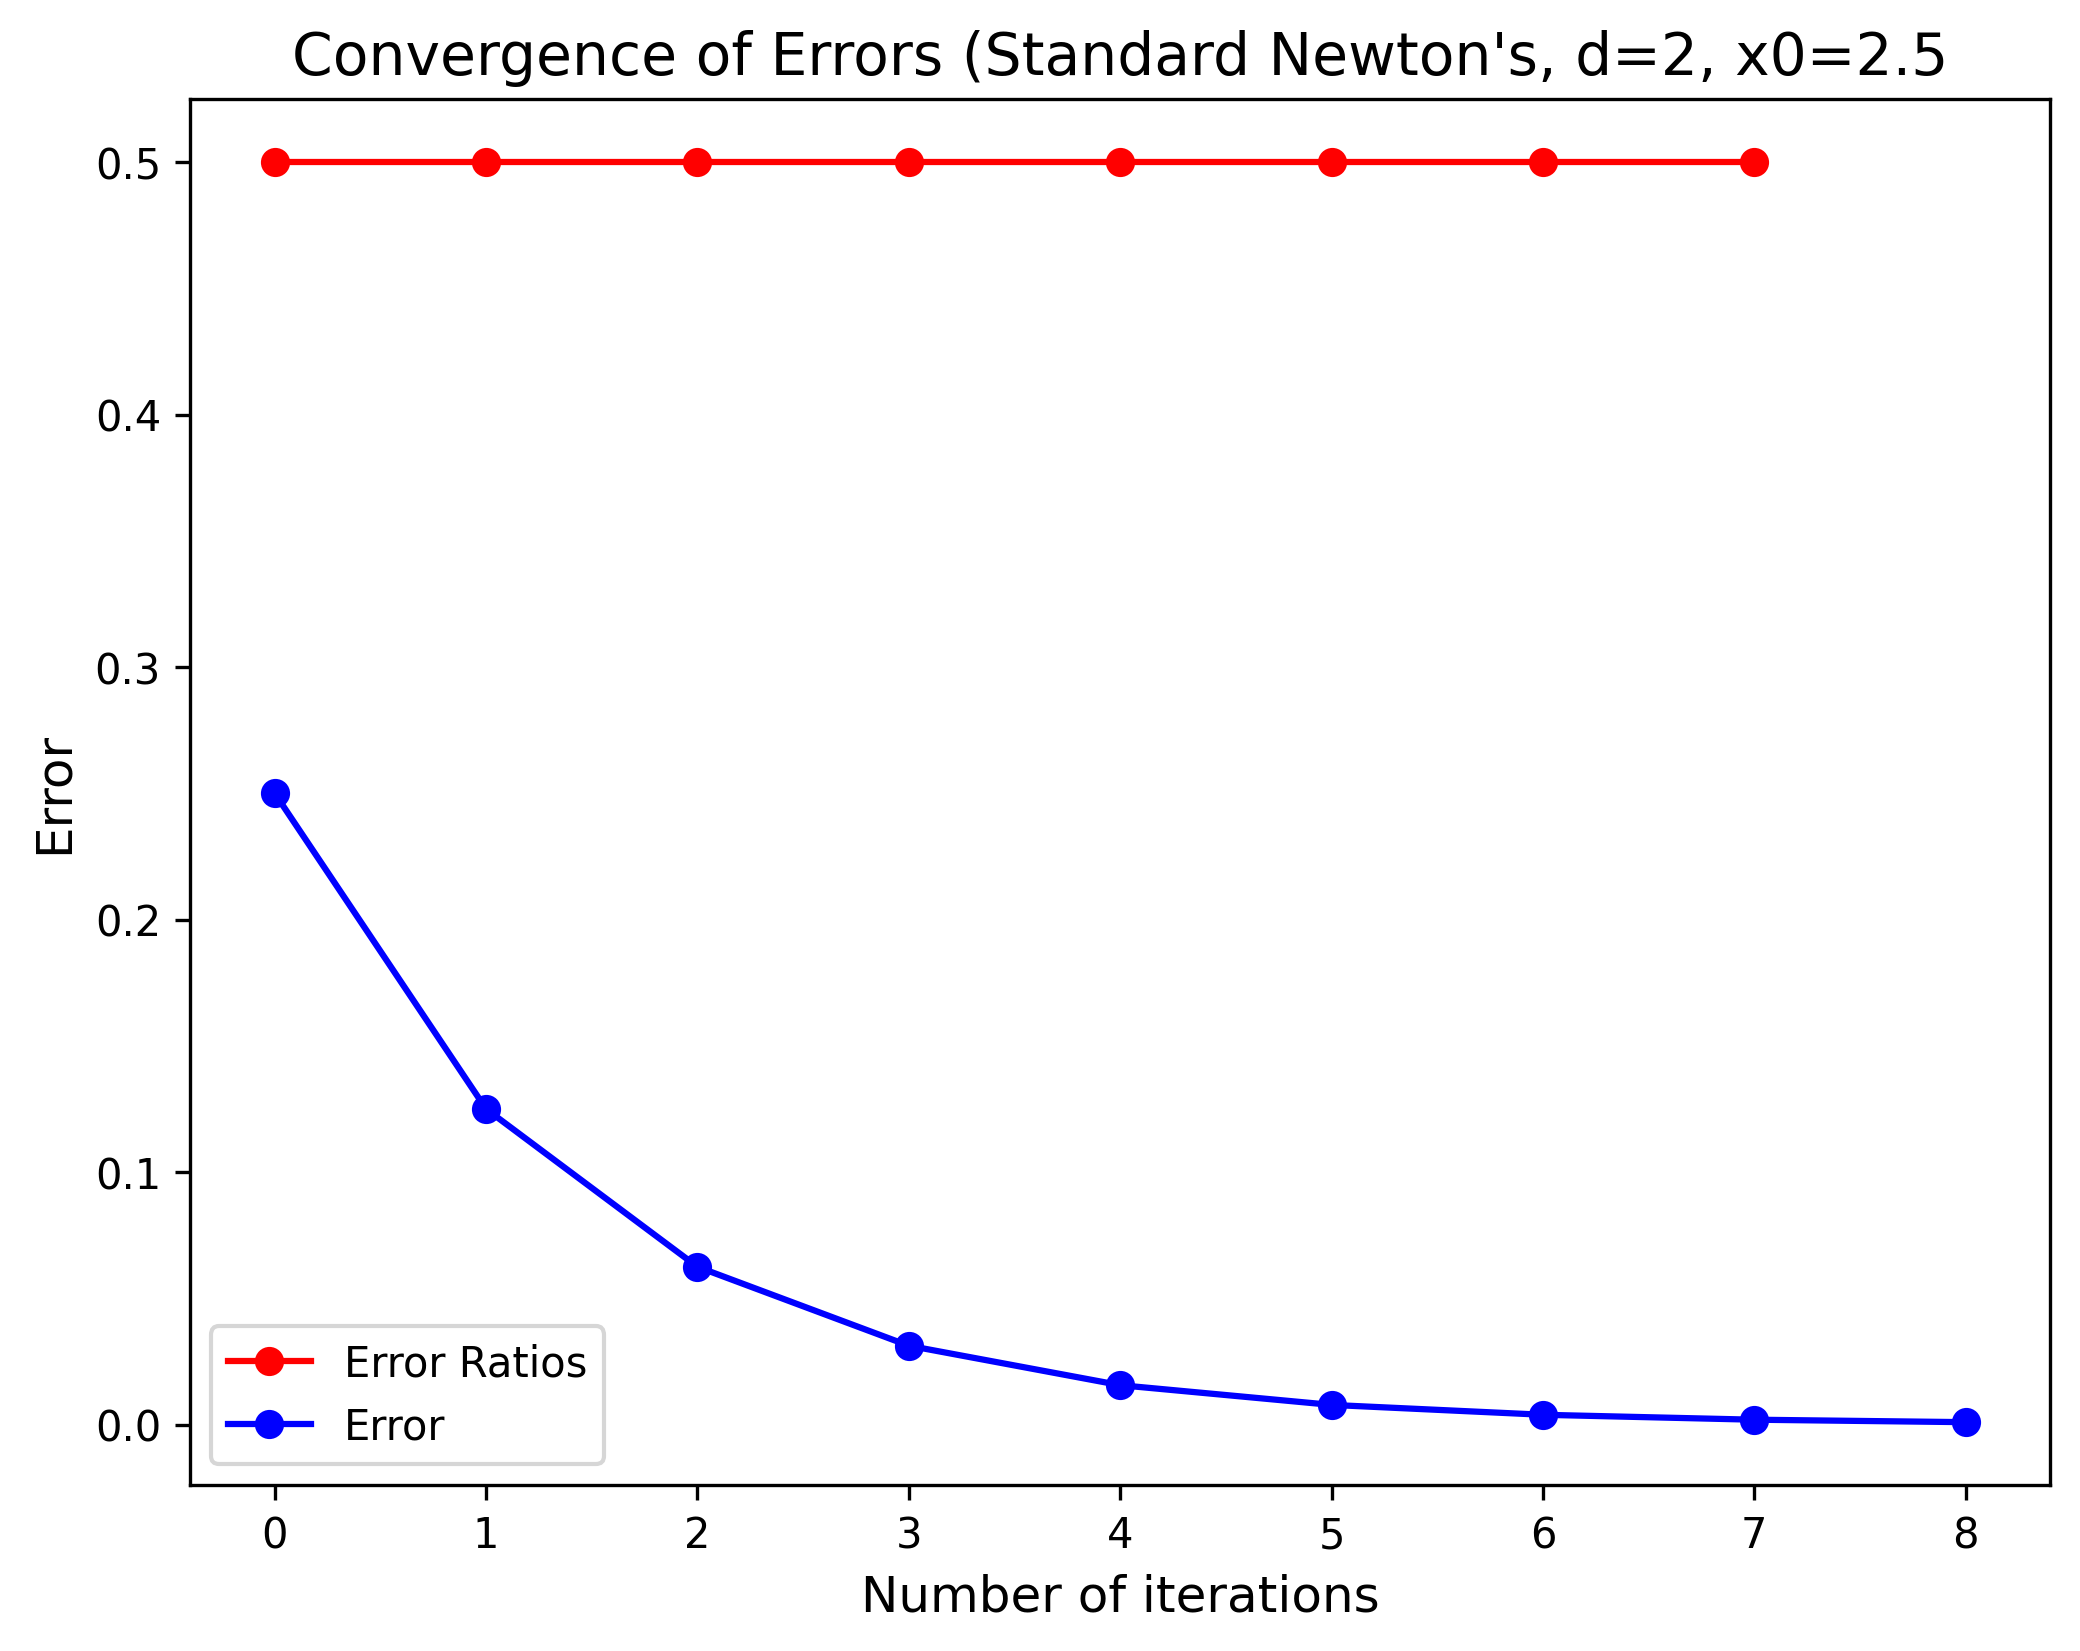 Convergence of Errors (Standard Newton's, d=2, x0=2.5
0.5
0.4
0.3
0.2
0.1
0.0
Error
Error Ratios
Error
0 1 2 3 4 5 6 7 8
Number of iterations